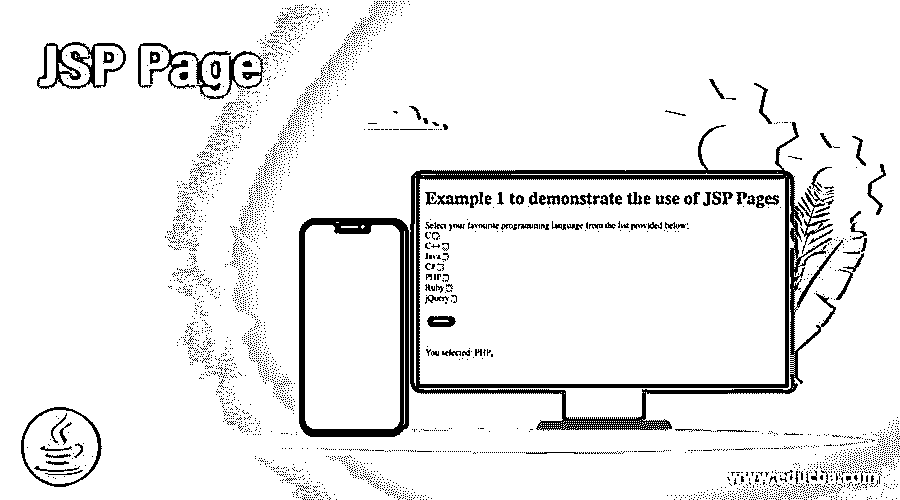 JSP Page
Example 1 to demonstrate the use of JSP Pages
Select your favourite programming language from the list provided below:
C
C++
Java
C#
PHP
Ruby
jQuery
You selected: PHP,
www.educba.com